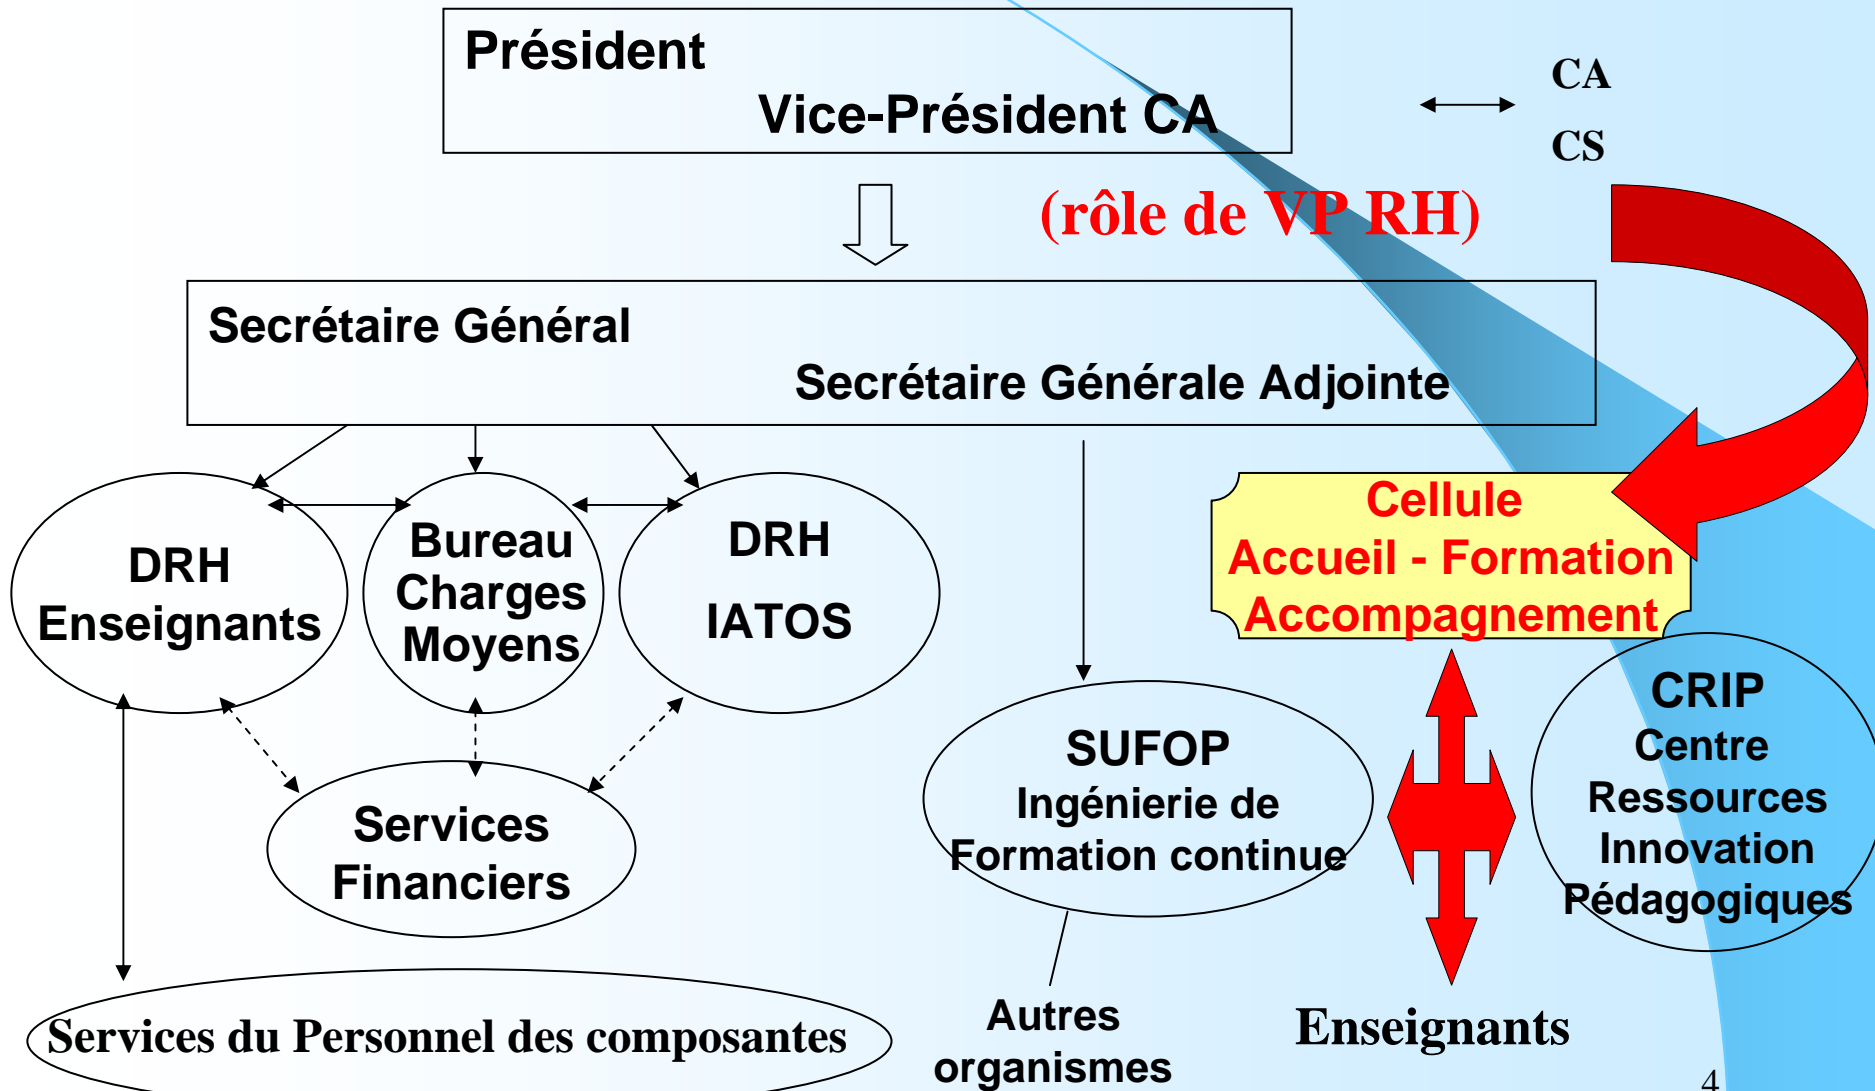 Président
Vice-Président CA
CA
CS
(rôle de VP RH)
Secrétaire Général
Secrétaire Générale Adjointe
DRH
Enseignants
Bureau
Charges
Moyens
DRH
IATOS
Cellule
Accueil - Formation
Accompagnement
Services
Financiers
SUFOP
Ingénierie de
Formation continue
CRIP
Centre
Ressources
Innovation
Pédagogiques
Services du Personnel des composantes
Autres
organismes
Enseignants
4